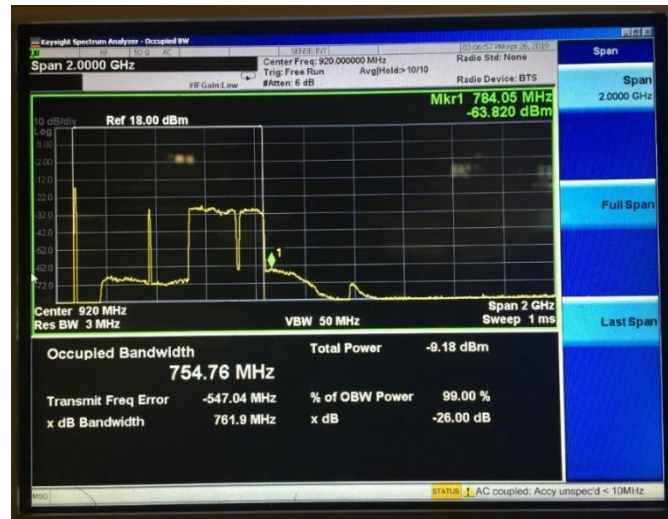 Keysight Spectrum Analyzer - Occupied BW
RF 50 Ω AC SENSE:INT 03:06:57 PM Apr 26, 2019
Span 2.0000 GHz
Center Freq: 920.000000 MHz
Radio Std: None
Trig: Free Run Avg|Hold:> 10/10
#IFGain:Low #Atten: 6 dB Radio Device: BTS
Mkr1 784.05 MHz
-63.820 dBm
10 dB/div Ref 18.00 dBm
Log
8.00
-2.00
-12.0
-22.0
-32.0
-42.0
-52.0
-62.0
-72.0
1
Center 920 MHz Span 2 GHz
Res BW 3 MHz VBW 50 MHz Sweep 1 ms
Occupied Bandwidth Total Power -9.18 dBm
754.76 MHz
Transmit Freq Error -547.04 MHz % of OBW Power 99.00 %
x dB Bandwidth 761.9 MHz x dB -26.00 dB
MSG STATUS AC coupled: Accy unspec'd < 10MHz
Span
Span
2.0000 GHz
Full Span
Last Span